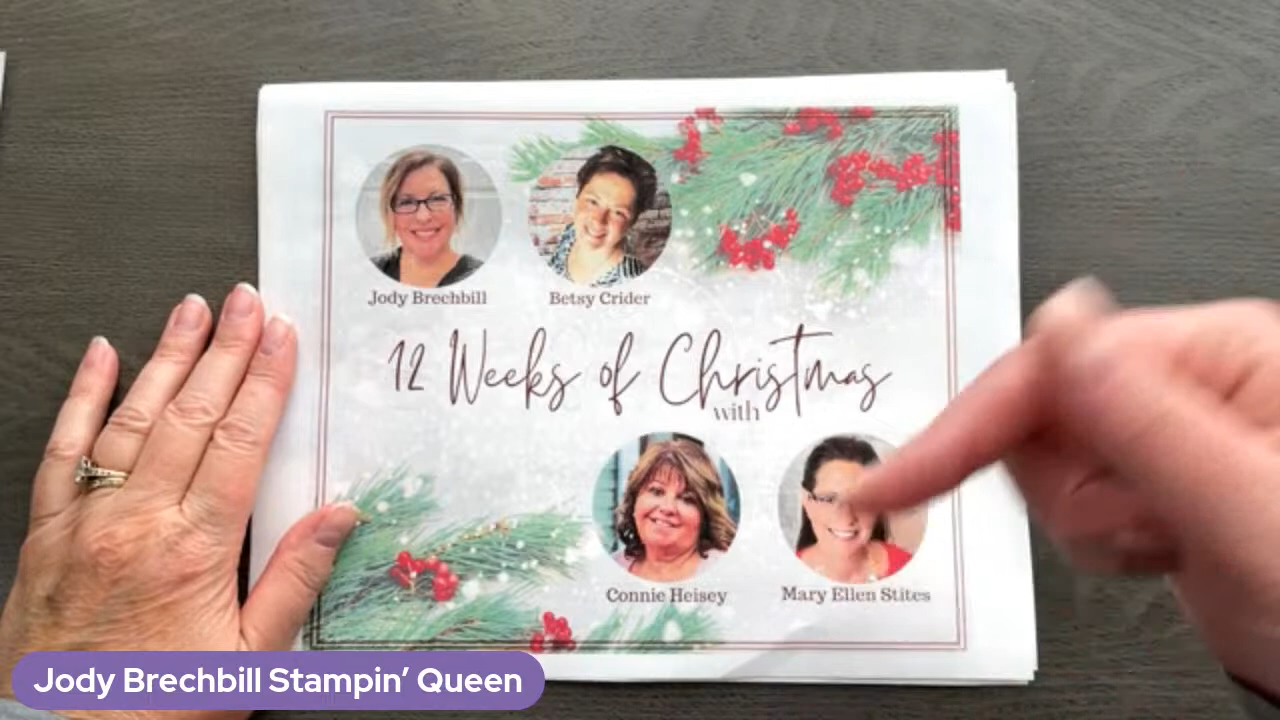 Jody Brechbill
Betsy Crider
12 Weeks of Christmas
with
Connie Heisey
Mary Ellen Stites
Jody Brechbill Stampin’ Queen